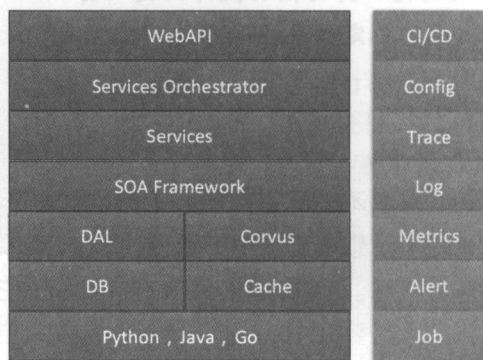 WebAPI
Services Orchestrator
Services
SOA Framework
DAL Corvus
DB Cache
Python , Java , Go
CI/CD
Config
Trace
Log
Metrics
Alert
Job